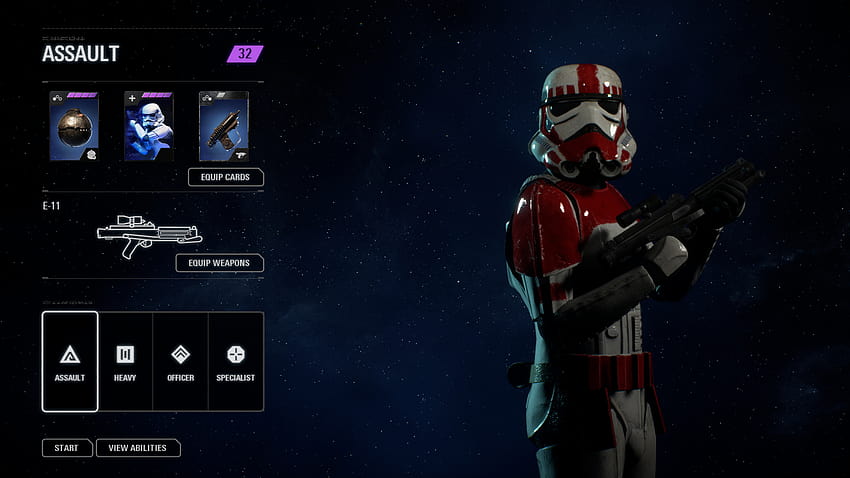 ASSAULT
32
EQUIP CARDS
E-11
EQUIP WEAPONS
ASSAULT
HEAVY
OFFICER
SPECIALIST
START
VIEW ABILITIES